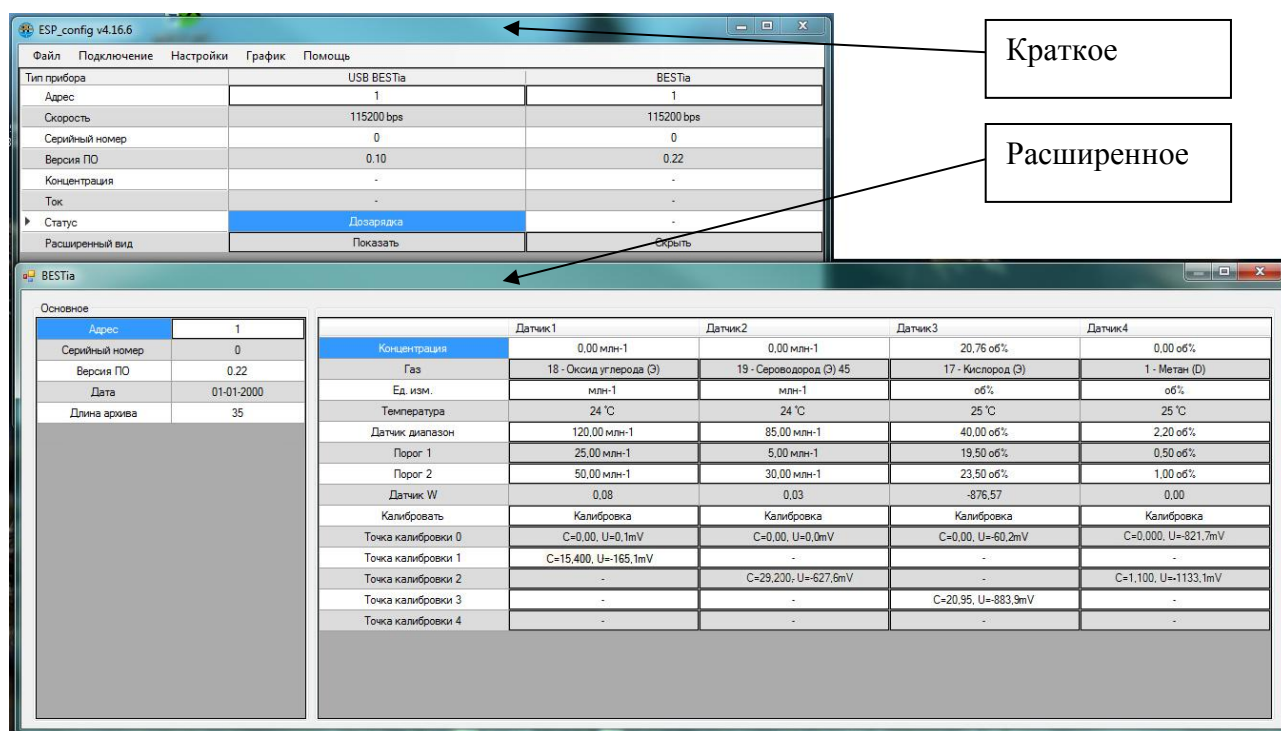 ESP_config v4.16.6
Краткое
Файл Подключение Настройки График Помощь
Тип прибора USB BESTia BESTia
Адрес 1 1
Скорость 115200 bps 115200 bps
Серийный номер 0 0
Версия ПО 0.10 0.22
Концентрация - -
Ток - -
Статус Дозарядка -
Расширенный вид Показать Скрыть
Расширенное
BESTia
Основное
Адрес 1
Серийный номер 0
Версия ПО 0.22
Дата 01-01-2000
Длина архива 35
Датчик1 Датчик2 Датчик3 Датчик4
Концентрация 0,00 млн-1 0,00 млн-1 20,76 об% 0,00 об%
Газ 18 - Оксид углерода (Э) 19 - Сероводород (Э) 45 17 - Кислород (Э) 1 - Метан (D)
Ед. изм. млн-1 млн-1 об% об%
Температура 24 °C 24 °C 25 °C 25 °C
Датчик диапазон 120,00 млн-1 85,00 млн-1 40,00 об% 2,20 об%
Порог 1 25,00 млн-1 5,00 млн-1 19,50 об% 0,50 об%
Порог 2 50,00 млн-1 30,00 млн-1 23,50 об% 1,00 об%
Датчик W 0,08 0,03 -876,57 0,00
Калибровать Калибровка Калибровка Калибровка Калибровка
Точка калибровки 0 C=0,00, U=0,1mV C=0,00, U=0,0mV C=0,00, U=-60,2mV C=0,000, U=-821,7mV
Точка калибровки 1 C=15,400, U=-165,1mV - - -
Точка калибровки 2 - C=29,200, U=-627,6mV - C=1,100, U=-1133,1mV
Точка калибровки 3 - - C=20,95, U=-883,9mV -
Точка калибровки 4 - - - -